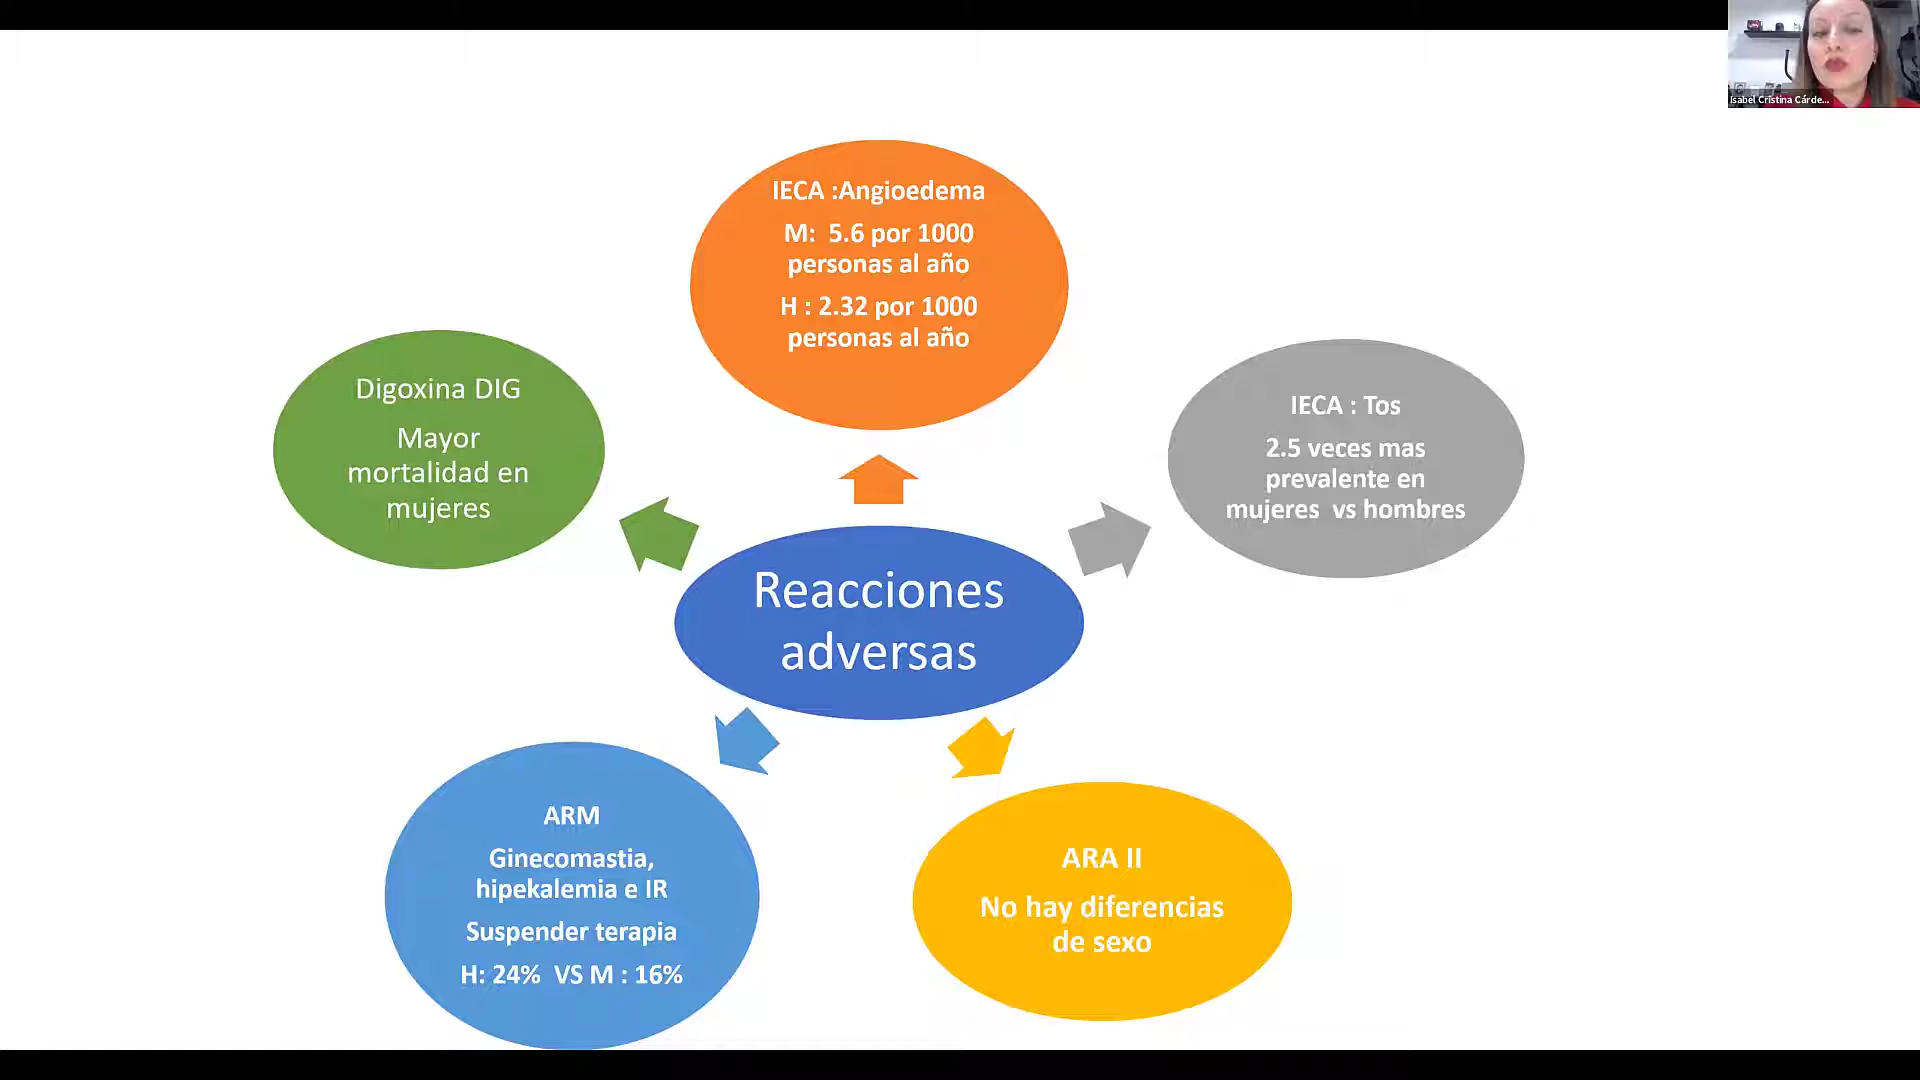 Isabel Cristina Cárde...
IECA :Angioedema
M:  5.6 por 1000
personas al año
H : 2.32 por 1000
personas al año
Digoxina DIG
Mayor
mortalidad en
mujeres
IECA : Tos
2.5 veces mas
prevalente en
mujeres  vs hombres
Reacciones
adversas
ARM
Ginecomastia,
hipekalemia e IR
Suspender terapia
H: 24%  VS M : 16%
ARA II
No hay diferencias
de sexo